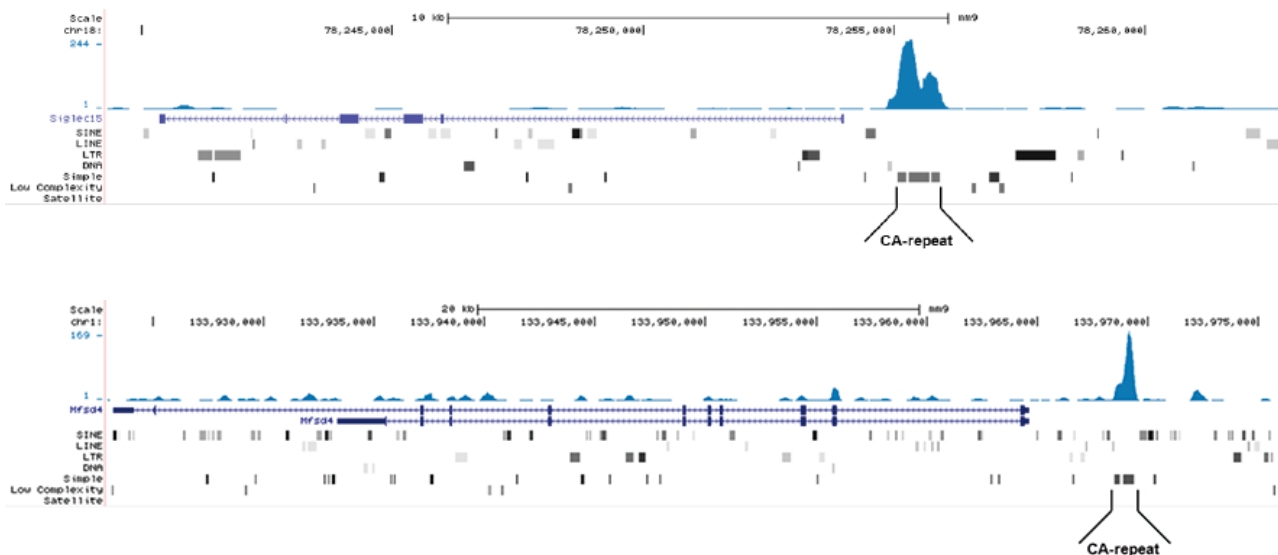 Scale 10 kb mm9
chr18: 78,245,000 78,250,000 78,255,000 78,260,000
244
1
Siglec15
SINE
LINE
LTR
DNA
Simple
Low Complexity
Satellite
CA-repeat
Scale 20 kb mm9
chr1: 133,930,000 133,935,000 133,940,000 133,945,000 133,950,000 133,955,000 133,960,000 133,965,000 133,970,000 133,975,000
169
1
Mfsd4
Mfsd4
SINE
LINE
LTR
DNA
Simple
Low Complexity
Satellite
CA-repeat